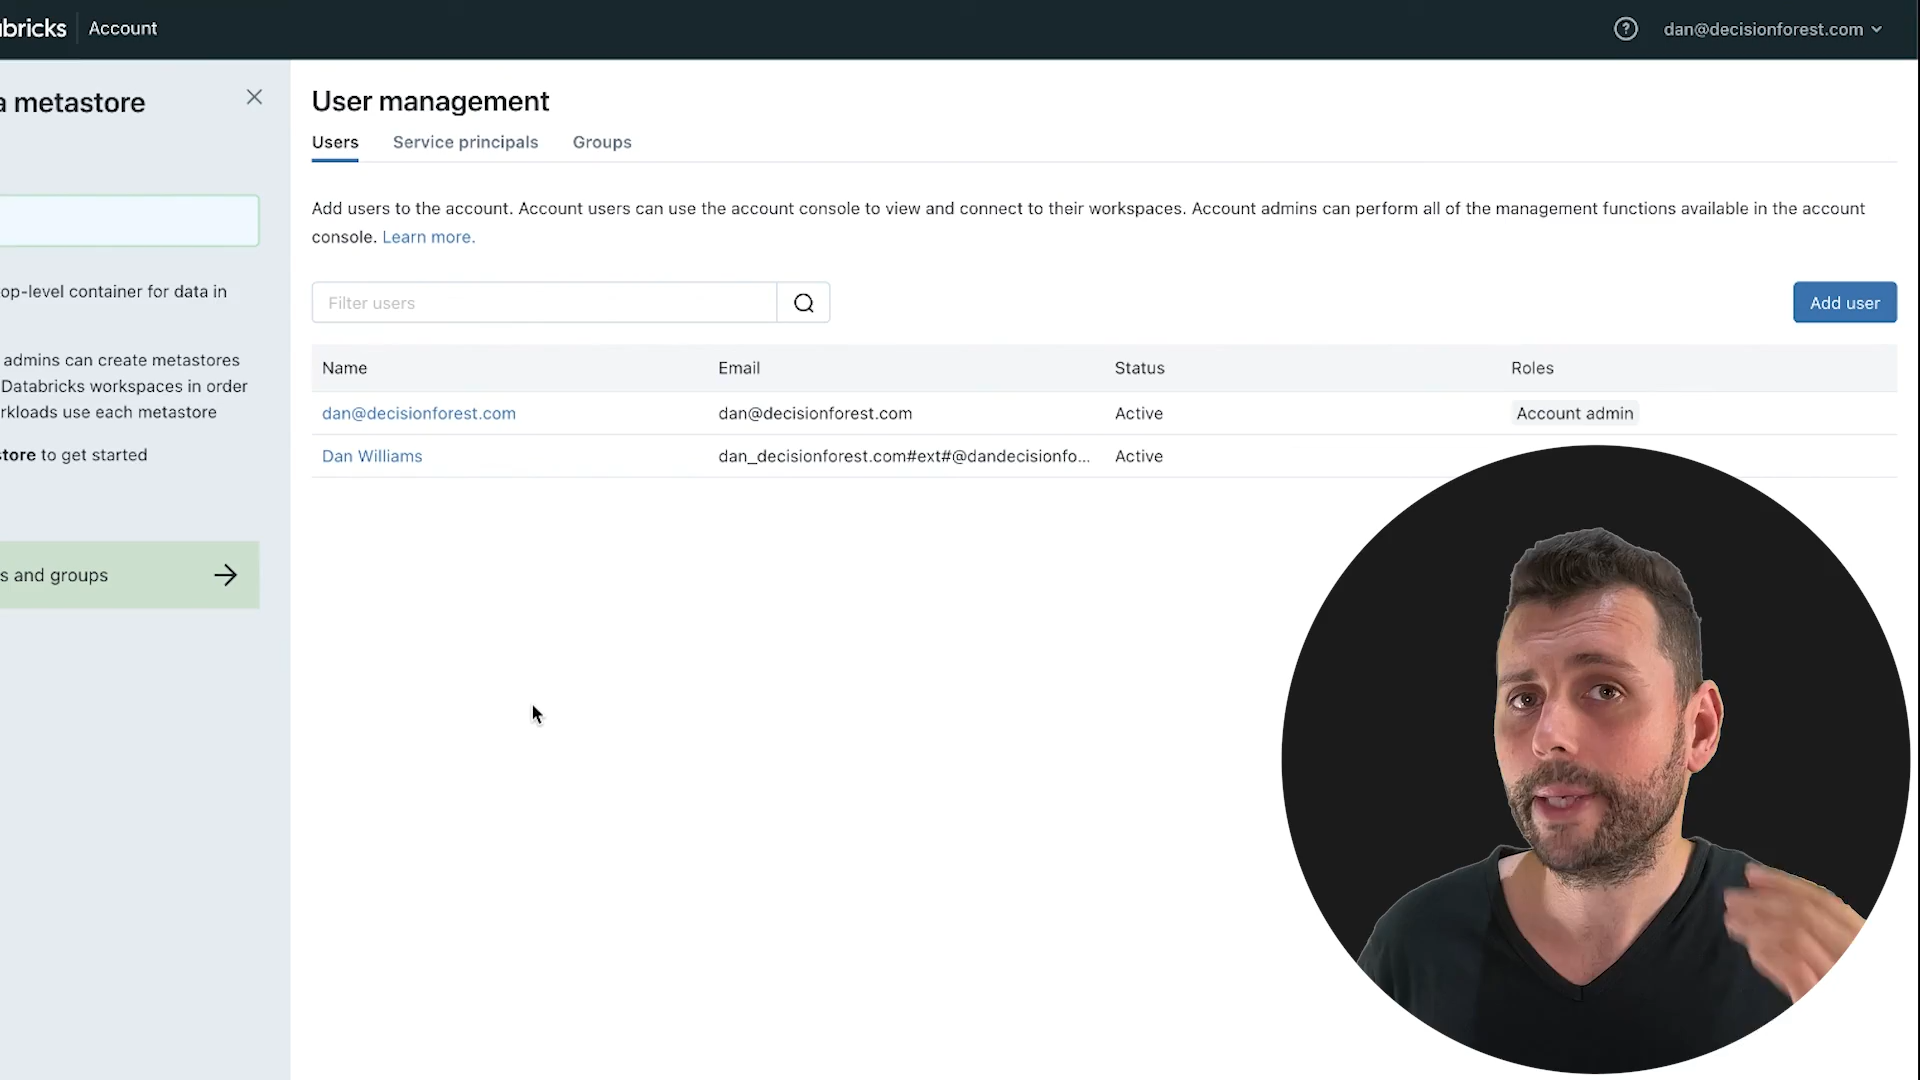 bricks Account
dan@decisionforest.com
a metastore
op-level container for data in
admins can create metastores
Databricks workspaces in order
rkloads use each metastore
tore to get started
s and groups
User management
Users Service principals Groups
Add users to the account. Account users can use the account console to view and connect to their workspaces. Account admins can perform all of the management functions available in the account
console. Learn more.
Filter users
Add user
Name Email Status Roles
dan@decisionforest.com dan@decisionforest.com Active Account admin
Dan Williams dan_decisionforest.com#ext#@dandecisionfo... Active